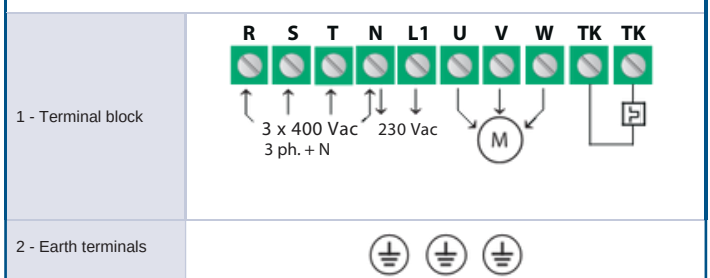 R S T N L1 U V W TK TK
1 - Terminal block
3 x 400 Vac 230 Vac
3 ph. + N
M
2 - Earth terminals